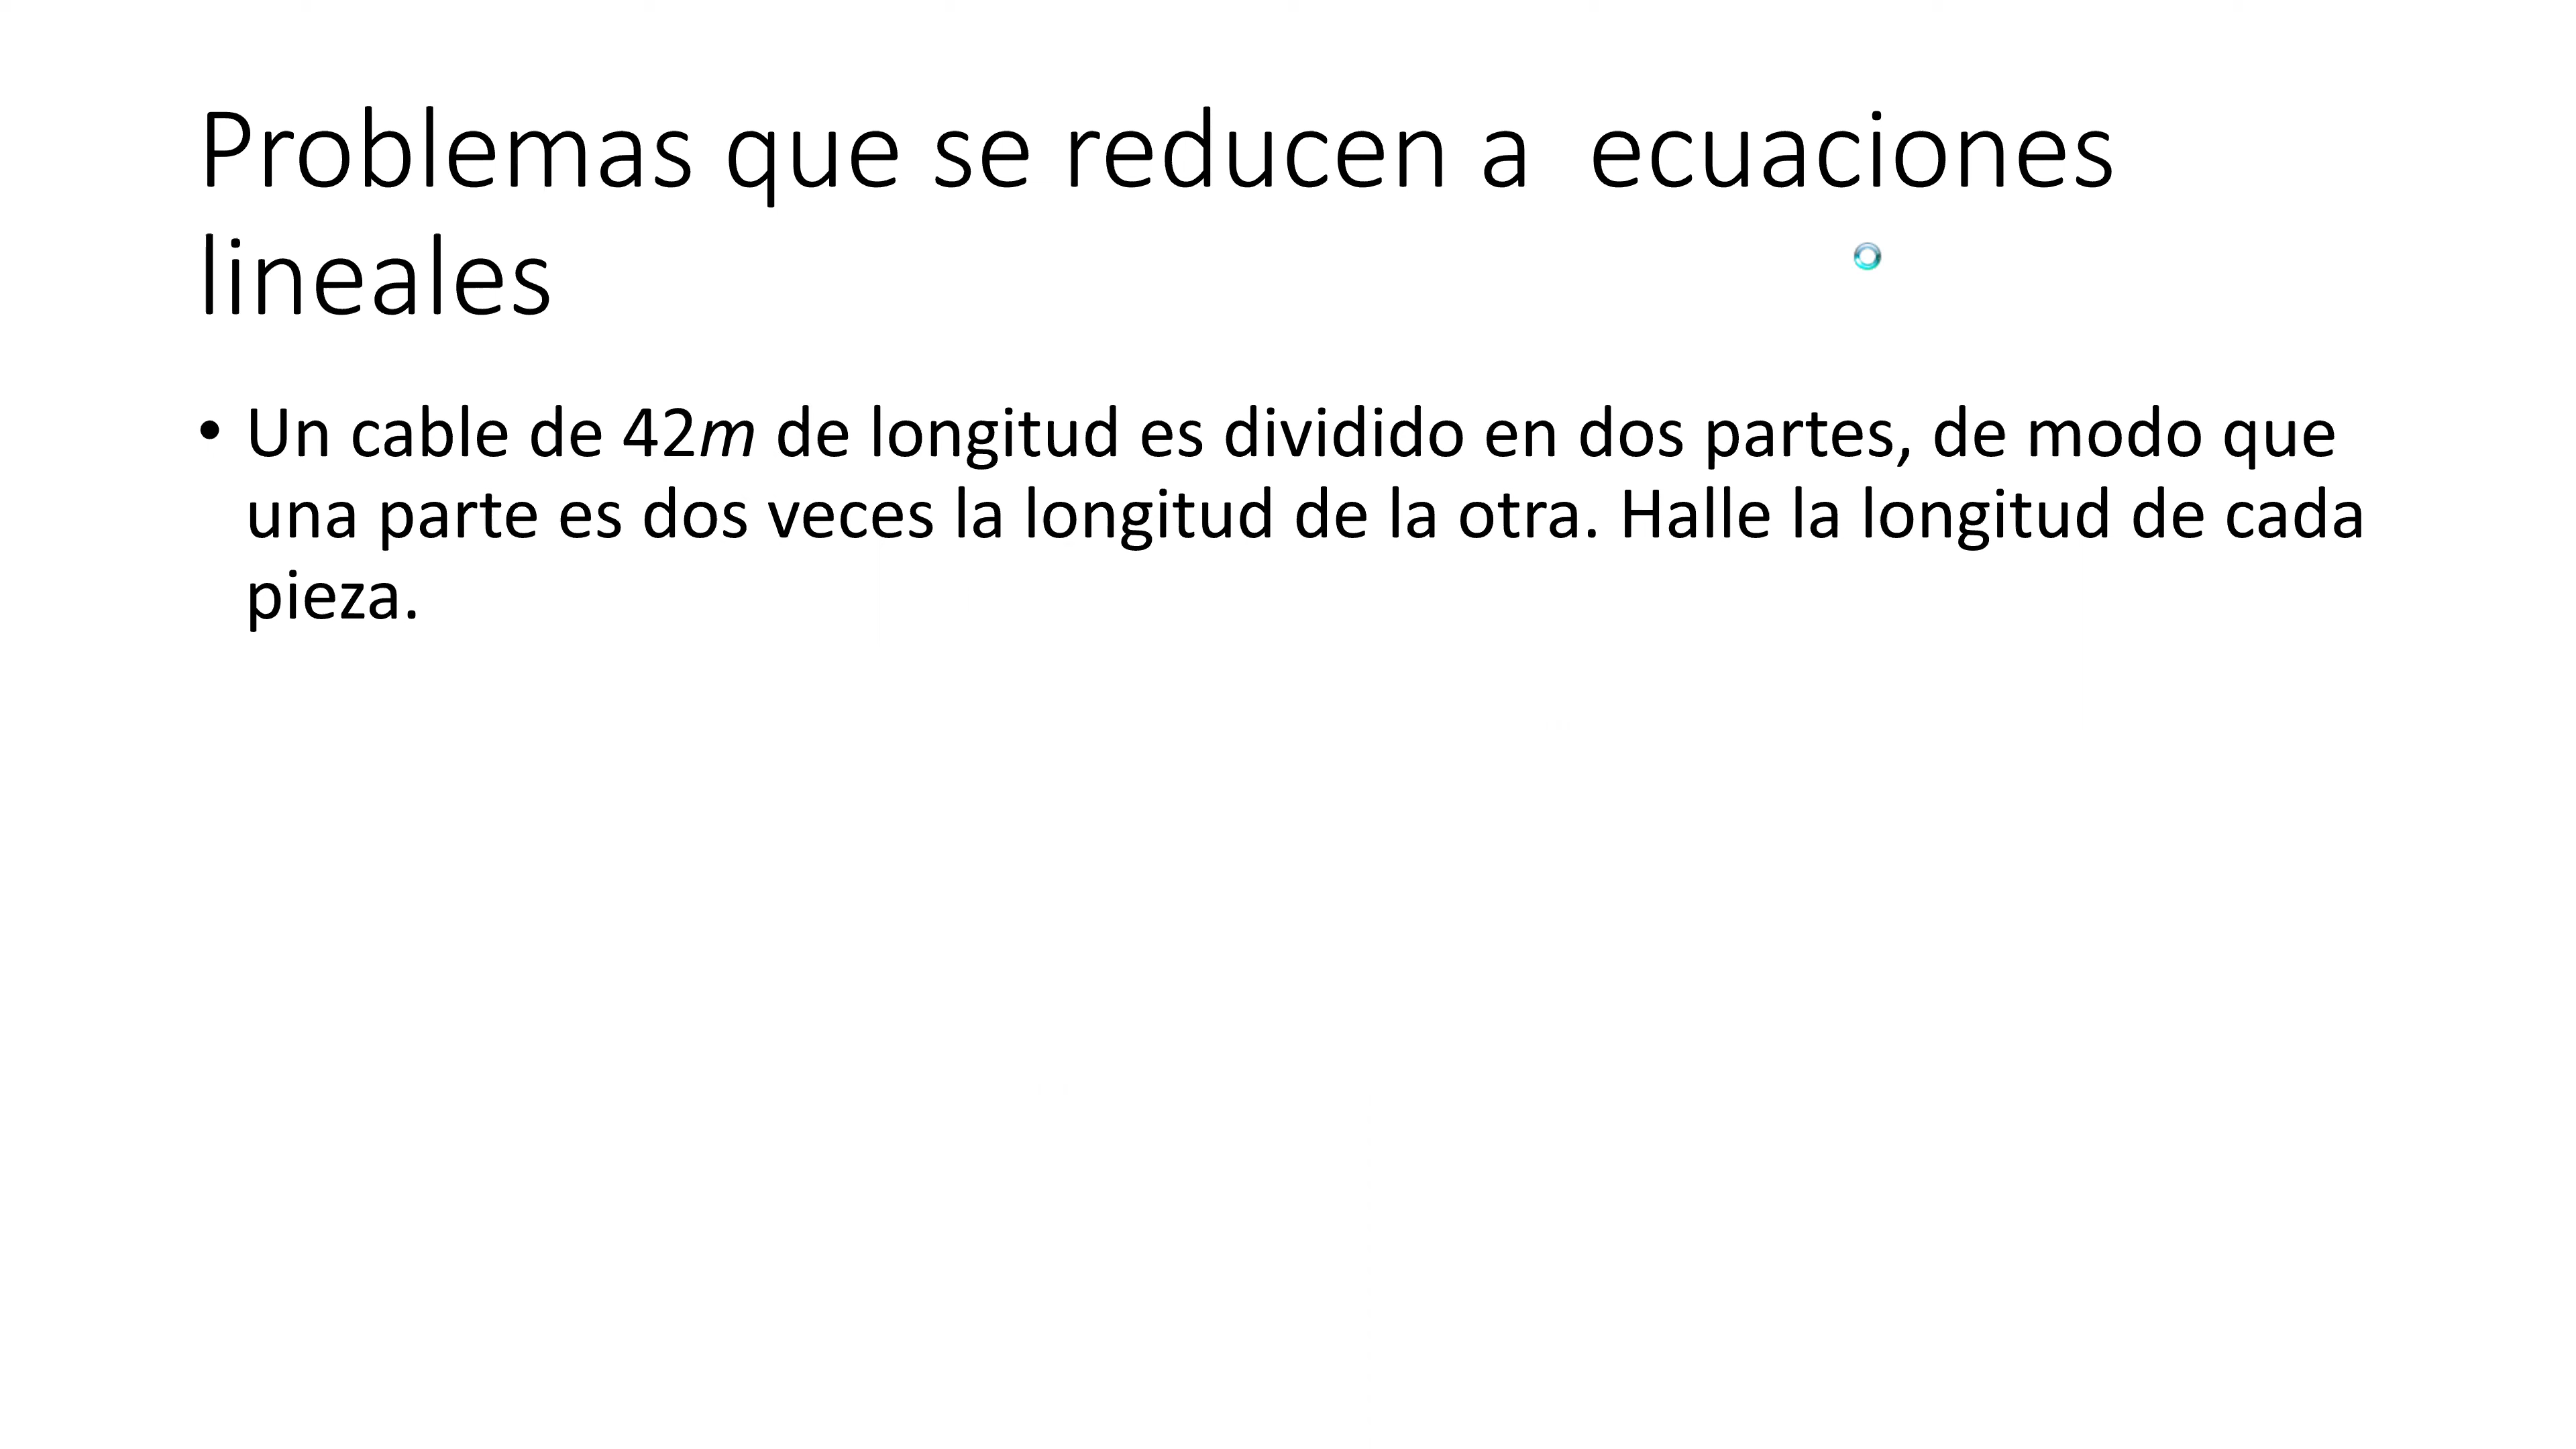 Problemas que se reducen a  ecuaciones
lineales
• Un cable de 42m de longitud es dividido en dos partes, de modo que
una parte es dos veces la longitud de la otra. Halle la longitud de cada
pieza.